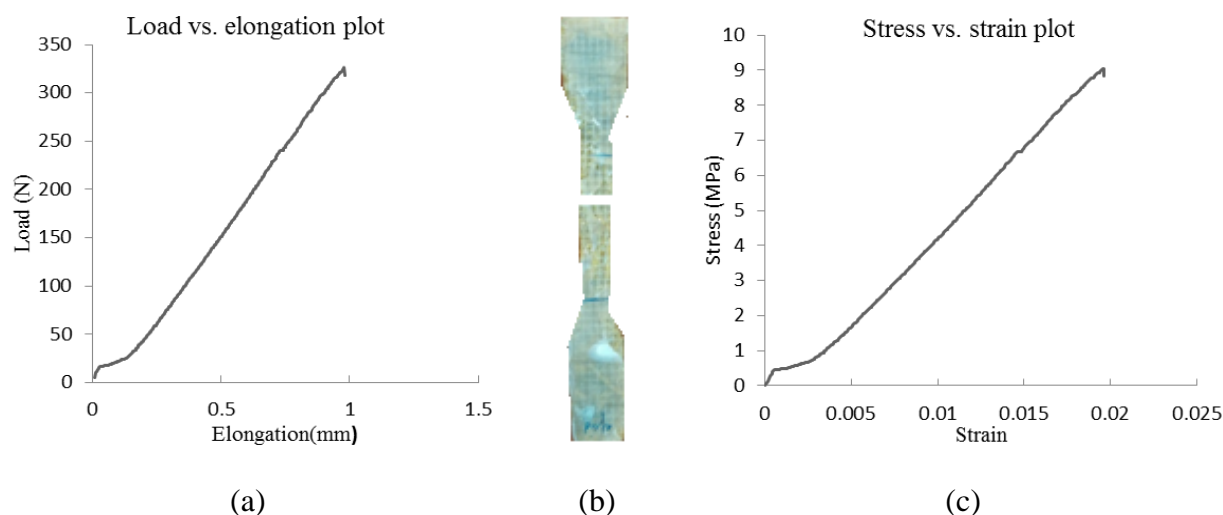 Load vs. elongation plot
350
300
250
200
150
100
50
0
Load (N)
0 0.5 1 1.5
Elongation(mm)
(a)
(b)
Stress vs. strain plot
10
9
8
7
6
5
4
3
2
1
0
Stress (MPa)
0 0.005 0.01 0.015 0.02 0.025
Strain
(c)